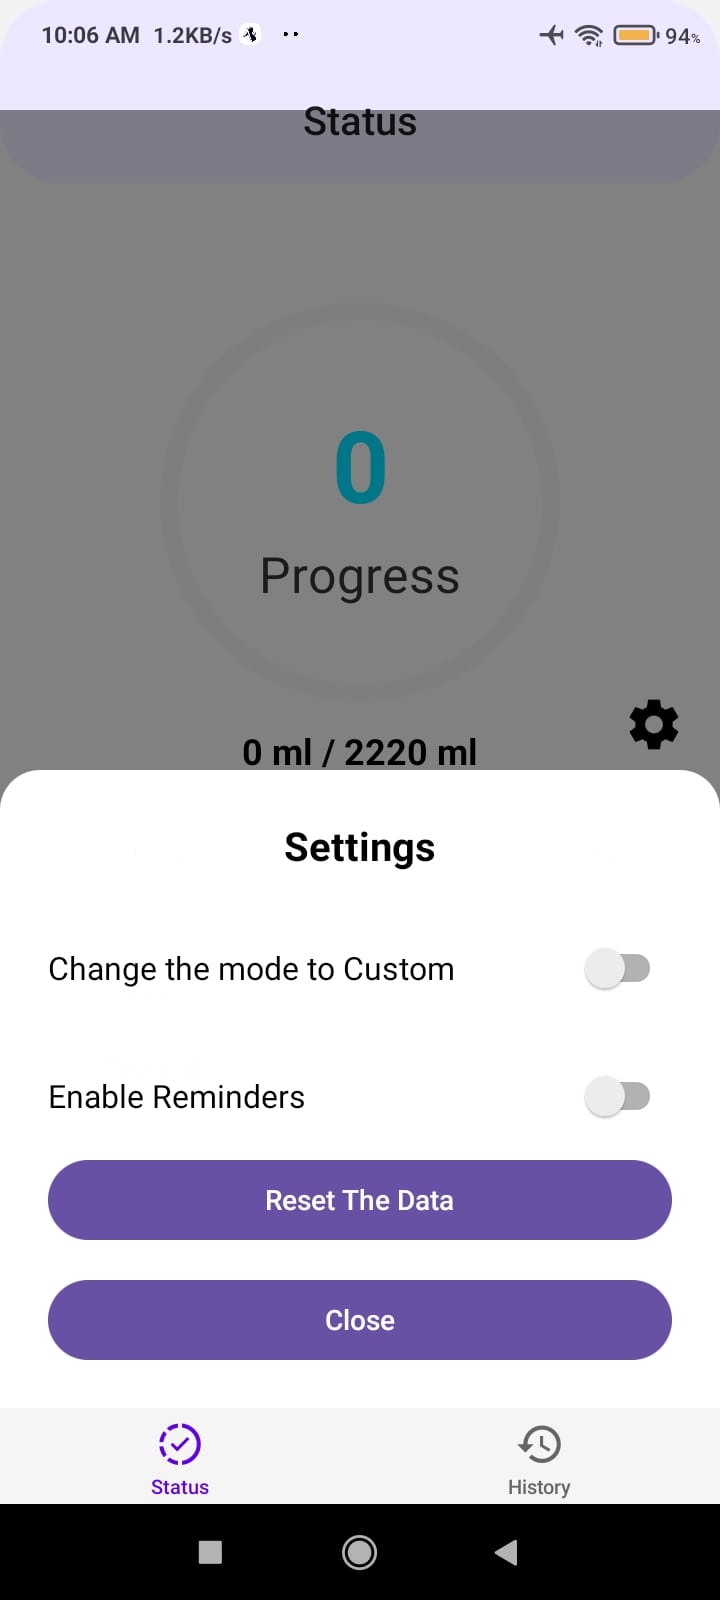 10:06 AM 1.2KB/s 94%
Status
0
Progress
0 ml / 2220 ml
Settings
Change the mode to Custom
Enable Reminders
Reset The Data
Close
Status History